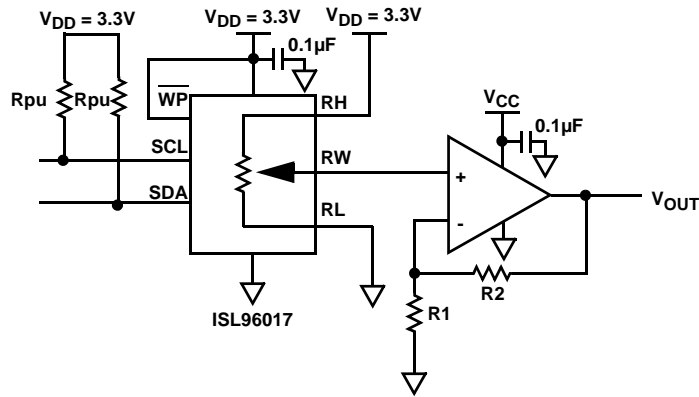 VDD = 3.3V
VDD = 3.3V
VDD = 3.3V
0.1µF
Rpu
Rpu
WP
RH
SCL
RW
SDA
RL
ISL96017
VCC
0.1µF
+
-
VOUT
R2
R1